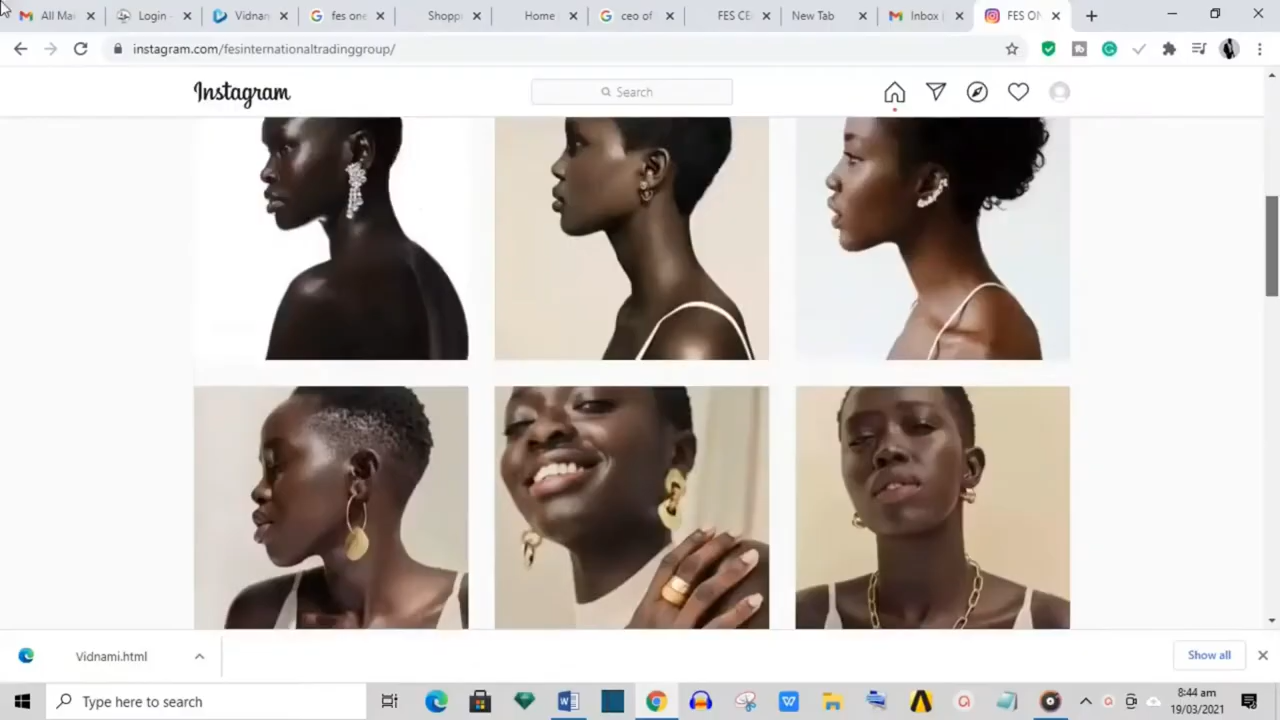 All Ma
Login -
Vidnan
fes one
Shopp
Home
ceo of
FES CE
New Tab
Inbox
FES ON
instagram.com/fesinternationaltradinggroup/
Instagram
Search
Vidnami.html
Show all
Type here to search
8:44 am
19/03/2021